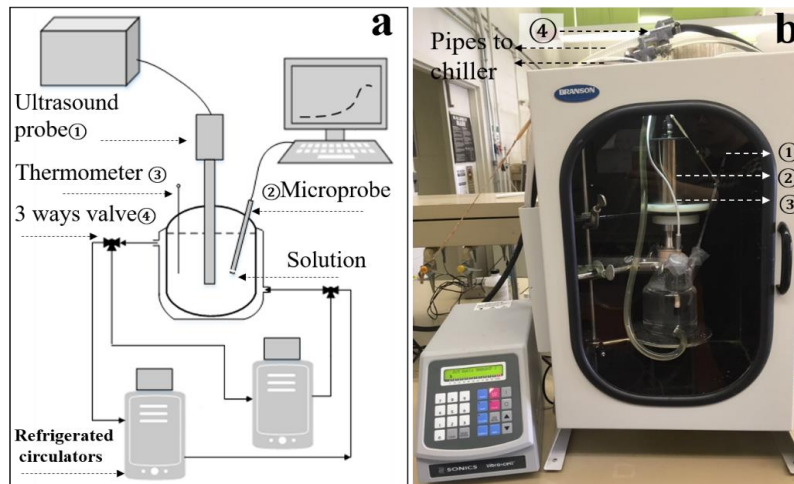 a
Ultrasound
probe①
Thermometer ③
3 ways valve④
②Microprobe
Solution
Refrigerated
circulators
b
④
Pipes to
chiller
BRANSON
①
②
③
SONICS